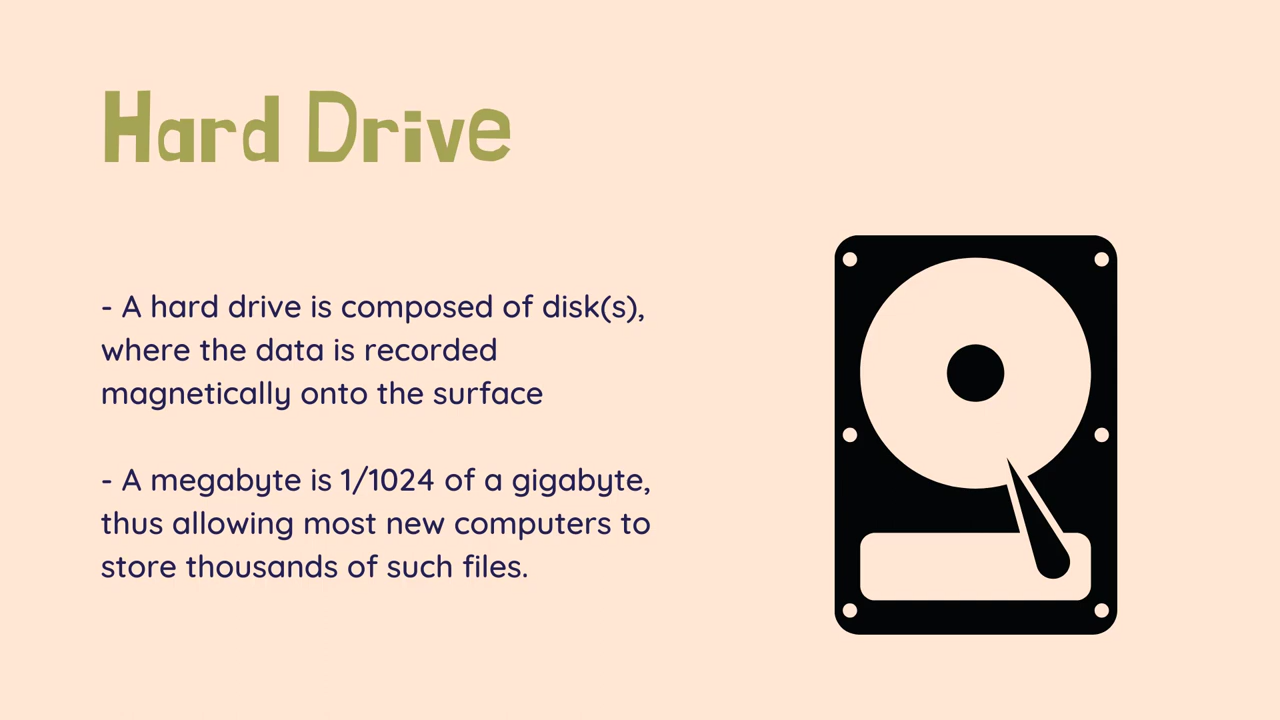 Hard Drive
- A hard drive is composed of disk(s),
where the data is recorded
magnetically onto the surface
- A megabyte is 1/1024 of a gigabyte,
thus allowing most new computers to
store thousands of such files.